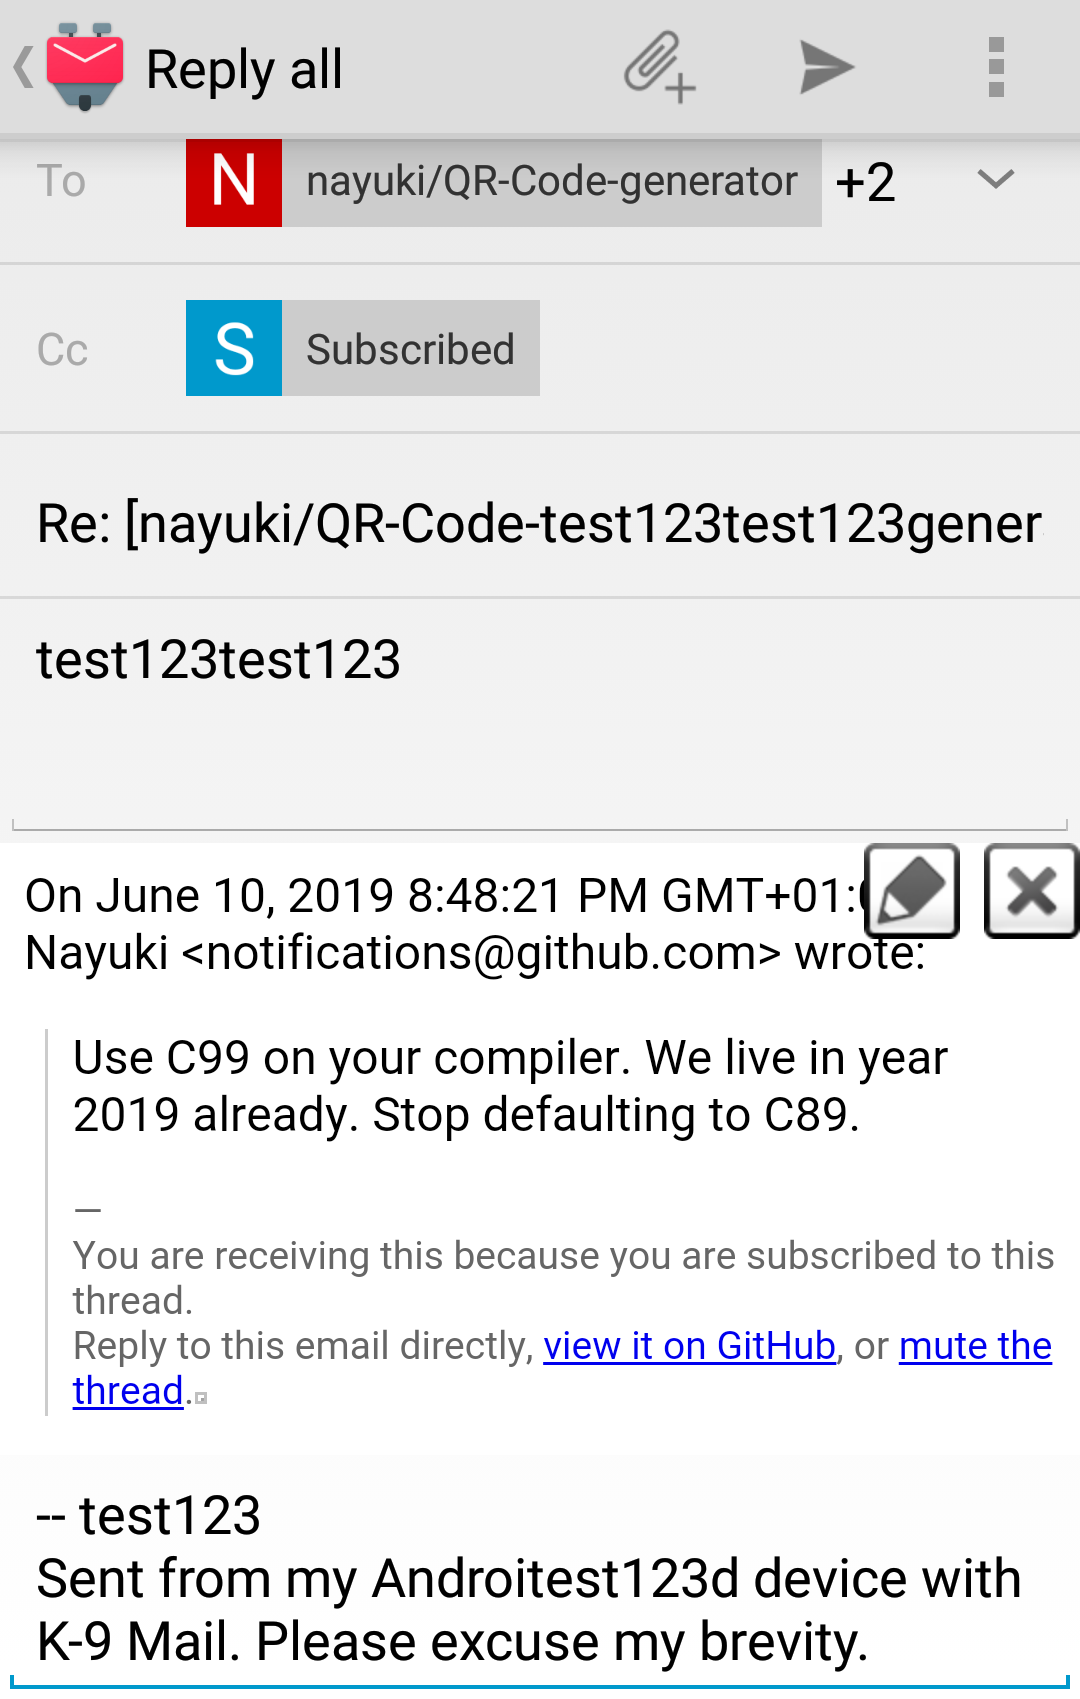 Reply all
To N nayuki/QR-Code-generator +2
Cc S Subscribed
Re: [nayuki/QR-Code-test123test123gener
test123test123
On June 10, 2019 8:48:21 PM GMT+01:
Nayuki <notifications@github.com> wrote:
Use C99 on your compiler. We live in year
2019 already. Stop defaulting to C89.
—
You are receiving this because you are subscribed to this
thread.
Reply to this email directly, view it on GitHub, or mute the
thread.
-- test123
Sent from my Androitest123d device with
K-9 Mail. Please excuse my brevity.